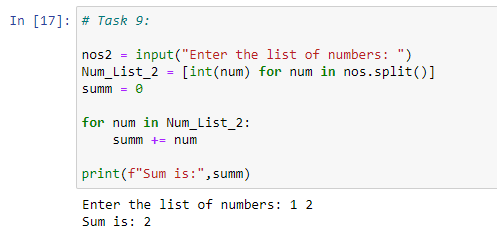 In [17]: # Task 9:
nos2 = input("Enter the list of numbers: ")
Num_List_2 = [int(num) for num in nos.split()]
summ = 0
for num in Num_List_2:
summ += num
print(f"Sum is:",summ)
Enter the list of numbers: 1 2
Sum is: 2